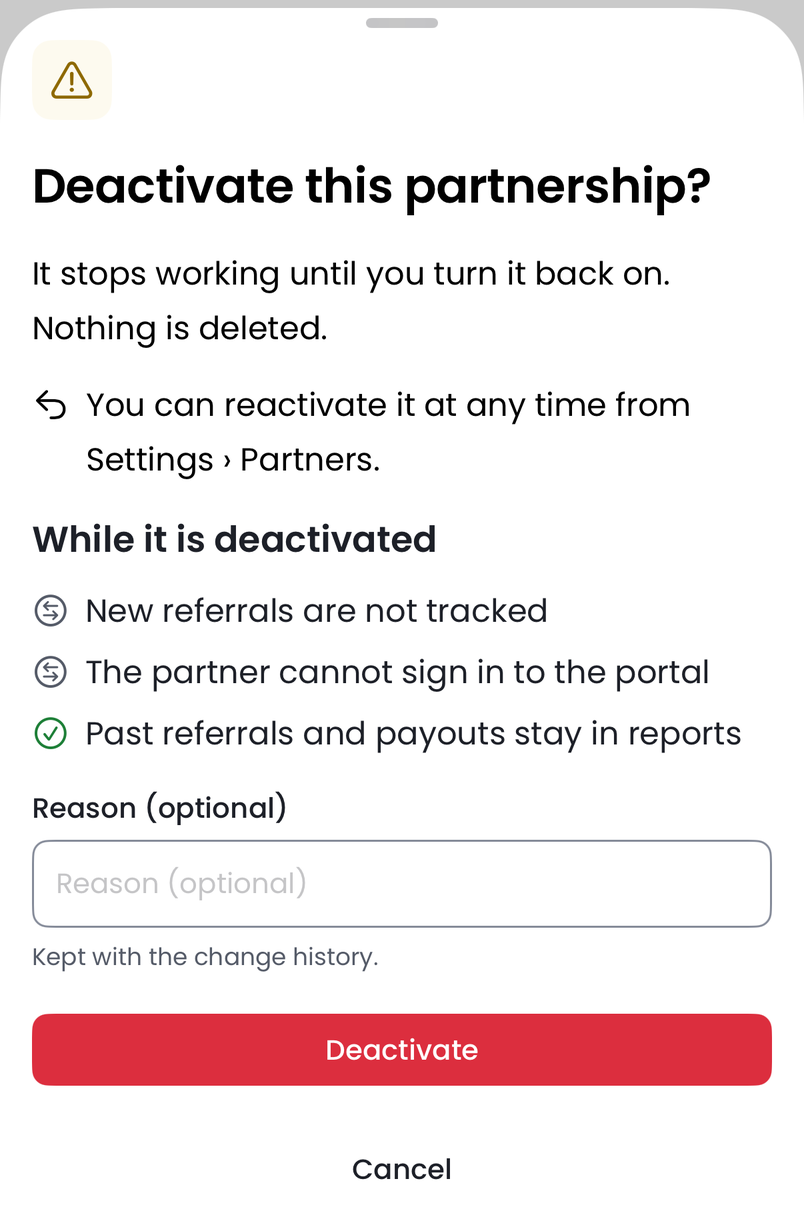 Deactivate this partnership?
It stops working until you turn it back on.
Nothing is deleted.
You can reactivate it at any time from
Settings › Partners.
While it is deactivated
New referrals are not tracked
The partner cannot sign in to the portal
Past referrals and payouts stay in reports
Reason (optional)
Reason (optional)
Kept with the change history.
Deactivate
Cancel